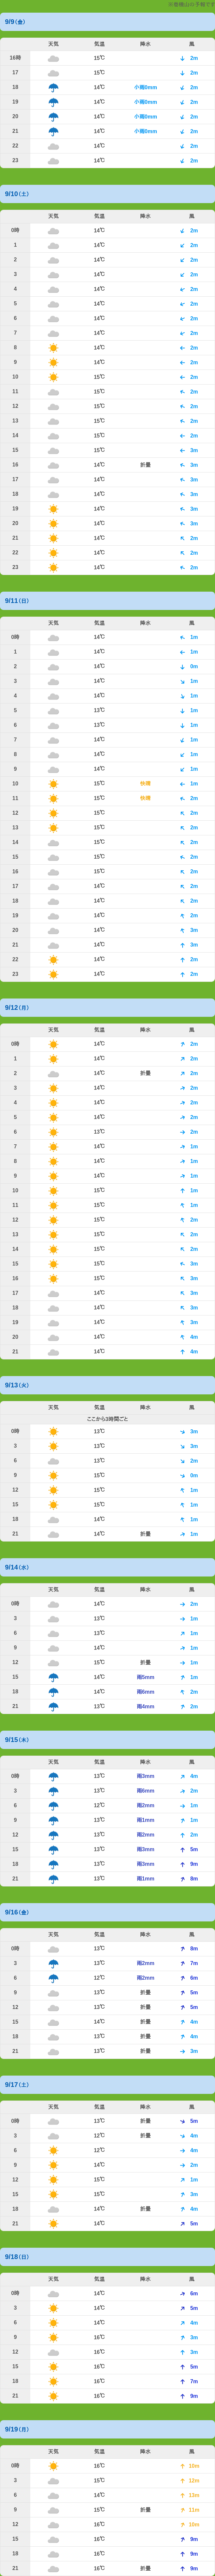 の予報です
9/9(金)
天気 気温 降水 風
16時 15℃ 2m
17 15℃ 2m
18 14℃ 小雨0mm 2m
19 14℃ 小雨0mm 2m
20 14℃ 小雨0mm 2m
21 14℃ 小雨0mm 2m
22 14℃ 2m
23 14℃ 2m
9/10(土)
天気 気温 降水 風
0時 14℃ 2m
1 14℃ 2m
2 14℃ 2m
3 14℃ 2m
4 14℃ 2m
5 14℃ 2m
6 14℃ 2m
7 14℃ 2m
8 14℃ 2m
9 14℃ 2m
10 15℃ 2m
11 15℃ 2m
12 15℃ 2m
13 15℃ 2m
14 15℃ 2m
15 15℃ 3m
16 14℃ 折曇 3m
17 14℃ 3m
18 14℃ 3m
19 14℃ 3m
20 14℃ 3m
21 14℃ 2m
22 14℃ 2m
23 14℃ 2m
9/11(日)
天気 気温 降水 風
0時 14℃ 1m
1 14℃ 1m
2 14℃ 0m
3 14℃ 1m
4 14℃ 1m
5 13℃ 1m
6 13℃ 1m
7 14℃ 1m
8 14℃ 1m
9 14℃ 1m
10 15℃ 快晴 1m
11 15℃ 快晴 2m
12 15℃ 2m
13 15℃ 2m
14 15℃ 2m
15 15℃ 2m
16 15℃ 2m
17 14℃ 2m
18 14℃ 2m
19 14℃ 2m
20 14℃ 3m
21 14℃ 3m
22 14℃ 2m
23 14℃ 2m
9/12(月)
天気 気温 降水 風
0時 14℃ 2m
1 14℃ 2m
2 14℃ 折曇 2m
3 14℃ 2m
4 14℃ 2m
5 14℃ 2m
6 13℃ 2m
7 14℃ 1m
8 14℃ 1m
9 14℃ 1m
10 15℃ 1m
11 15℃ 1m
12 15℃ 2m
13 15℃ 2m
14 15℃ 2m
15 15℃ 3m
16 15℃ 3m
17 14℃ 3m
18 14℃ 3m
19 14℃ 3m
20 14℃ 4m
21 14℃ 4m
9/13(火)
天気 気温 降水 風
ここから3時間ごと
0時 13℃ 3m
3 13℃ 3m
6 13℃ 2m
9 15℃ 0m
12 15℃ 1m
15 15℃ 1m
18 14℃ 1m
21 14℃ 折曇 1m
9/14(水)
天気 気温 降水 風
0時 14℃ 2m
3 13℃ 1m
6 13℃ 1m
9 14℃ 1m
12 15℃ 折曇 1m
15 14℃ 雨5mm 1m
18 14℃ 雨6mm 2m
21 13℃ 雨4mm 2m
9/15(木)
天気 気温 降水 風
0時 13℃ 雨3mm 4m
3 13℃ 雨6mm 2m
6 12℃ 雨2mm 1m
9 13℃ 雨1mm 1m
12 13℃ 雨2mm 2m
15 13℃ 雨3mm 5m
18 13℃ 雨3mm 9m
21 13℃ 雨1mm 8m
9/16(金)
天気 気温 降水 風
0時 13℃ 8m
3 13℃ 雨2mm 7m
6 12℃ 雨2mm 6m
9 13℃ 折曇 5m
12 13℃ 折曇 5m
15 14℃ 折曇 4m
18 13℃ 折曇 4m
21 13℃ 折曇 3m
9/17(土)
天気 気温 降水 風
0時 13℃ 折曇 5m
3 12℃ 折曇 4m
6 12℃ 4m
9 14℃ 2m
12 15℃ 1m
15 15℃ 3m
18 14℃ 折曇 4m
21 14℃ 5m
9/18(日)
天気 気温 降水 風
0時 14℃ 6m
3 14℃ 5m
6 14℃ 4m
9 16℃ 3m
12 16℃ 3m
15 16℃ 5m
18 16℃ 7m
21 16℃ 9m
9/19(月)
天気 気温 降水 風
0時 16℃ 10m
3 15℃ 12m
6 14℃ 12m
9 15℃ 折曇 11m
12 16℃ 10m
15 16℃ 9m
18 16℃ 9m
21 16℃ 折曇 9m